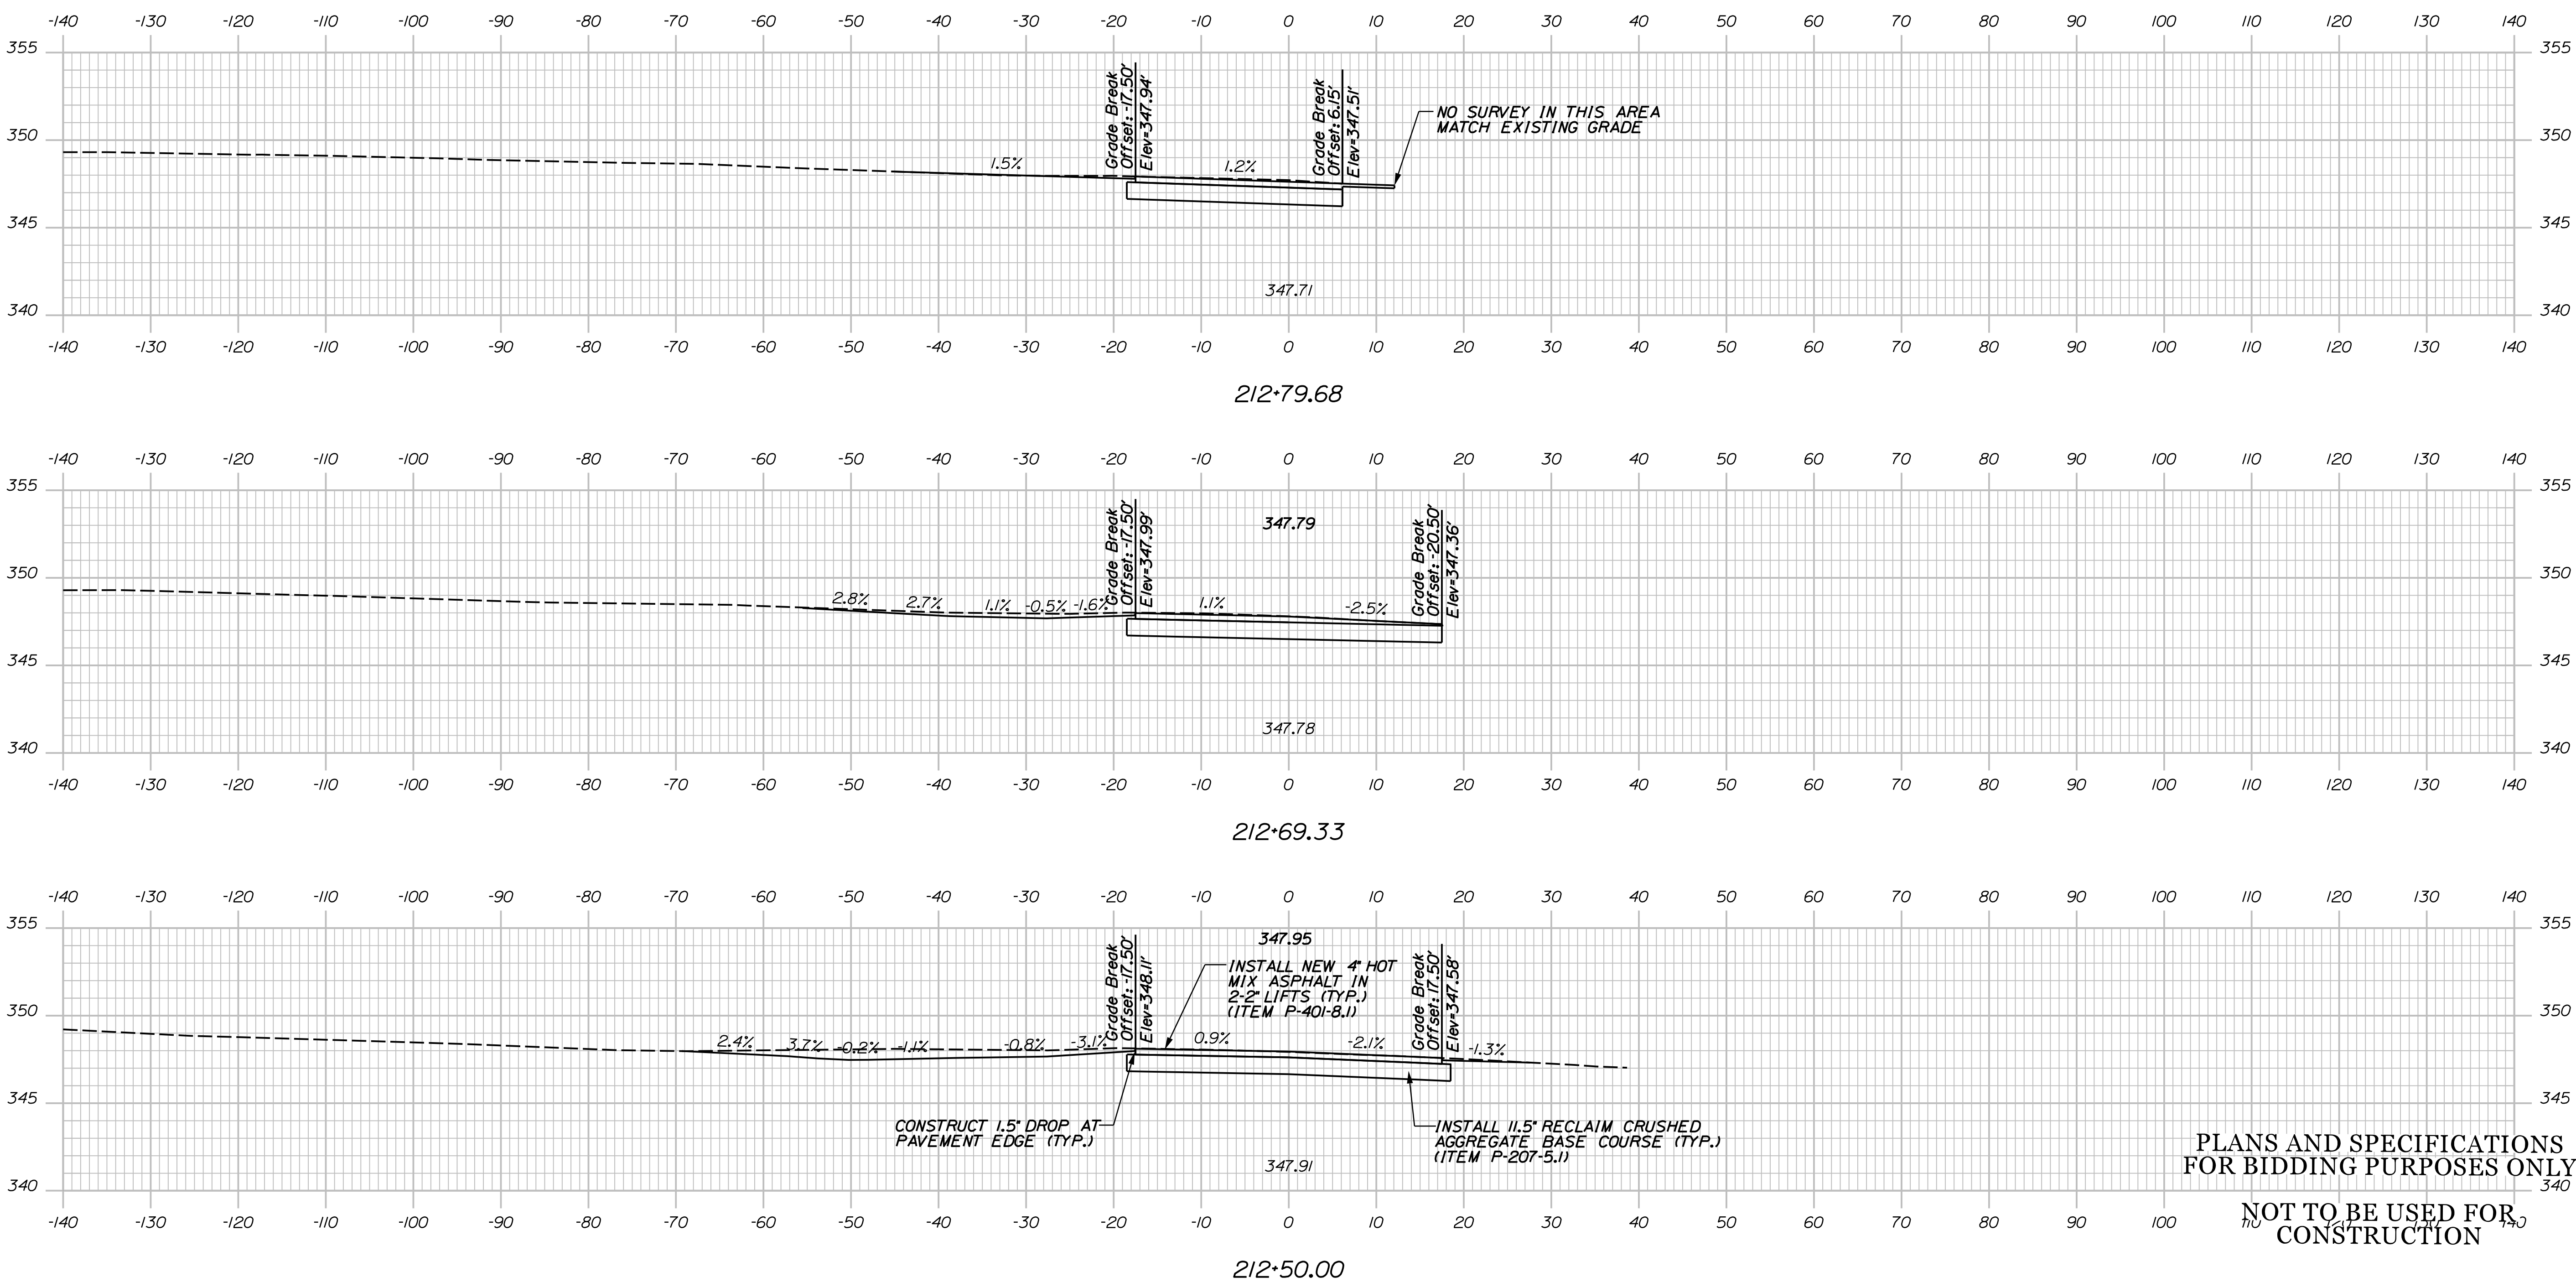 -140 -130 -120 -110 -100 -90 -80 -70 -60 -50 -40 -30 -20 -10 0 10 20 30 40 50 60 70 80 90 100 110 120 130 140
355 355
Grade Break
Offset: -17.50'
Elev=347.94'
Grade Break
Offset: 6.15'
Elev=347.51'
NO SURVEY IN THIS AREA
MATCH EXISTING GRADE
350 350
1.5% 1.2%
345 345
347.71
340 340
-140 -130 -120 -110 -100 -90 -80 -70 -60 -50 -40 -30 -20 -10 0 10 20 30 40 50 60 70 80 90 100 110 120 130 140
212+79.68
-140 -130 -120 -110 -100 -90 -80 -70 -60 -50 -40 -30 -20 -10 0 10 20 30 40 50 60 70 80 90 100 110 120 130 140
355 355
Grade Break
Offset: -17.50'
Elev=347.99'
347.79
Grade Break
Offset: -20.50'
Elev=347.36'
350 350
2.8% 2.7% 1.1% -0.5% -1.6% 1.1% -2.5%
345 345
347.78
340 340
-140 -130 -120 -110 -100 -90 -80 -70 -60 -50 -40 -30 -20 -10 0 10 20 30 40 50 60 70 80 90 100 110 120 130 140
212+69.33
-140 -130 -120 -110 -100 -90 -80 -70 -60 -50 -40 -30 -20 -10 0 10 20 30 40 50 60 70 80 90 100 110 120 130 140
355 355
Grade Break
Offset: -17.50'
Elev=348.11'
347.95
INSTALL NEW 4" HOT
MIX ASPHALT IN
2-2" LIFTS (TYP.)
(ITEM P-401-8.1)
Grade Break
Offset: 17.50'
Elev=347.58'
350 350
2.4% 3.7% -0.2% -1.1% -0.8% -3.1% 0.9% -2.1% -1.3%
345 345
CONSTRUCT 1.5" DROP AT
PAVEMENT EDGE (TYP.)
INSTALL 11.5" RECLAIM CRUSHED
AGGREGATE BASE COURSE (TYP.)
(ITEM P-207-5.1)
347.91
PLANS AND SPECIFICATIONS
FOR BIDDING PURPOSES ONLY
340 340
NOT TO BE USED FOR
CONSTRUCTION
-140 -130 -120 -110 -100 -90 -80 -70 -60 -50 -40 -30 -20 -10 0 10 20 30 40 50 60 70 80 90 100 110 120 130 140
212+50.00